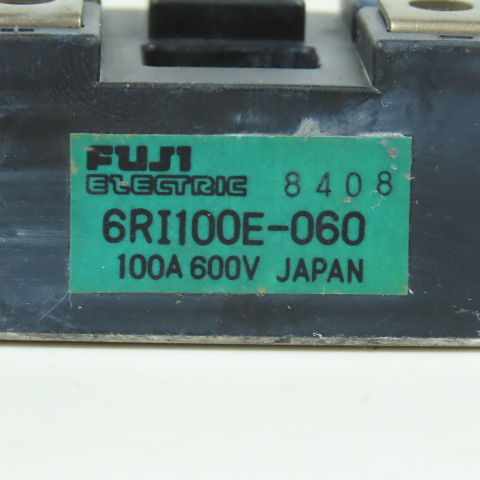 FUJI
ELECTRIC 8408
6RI100E-060
100A 600V JAPAN